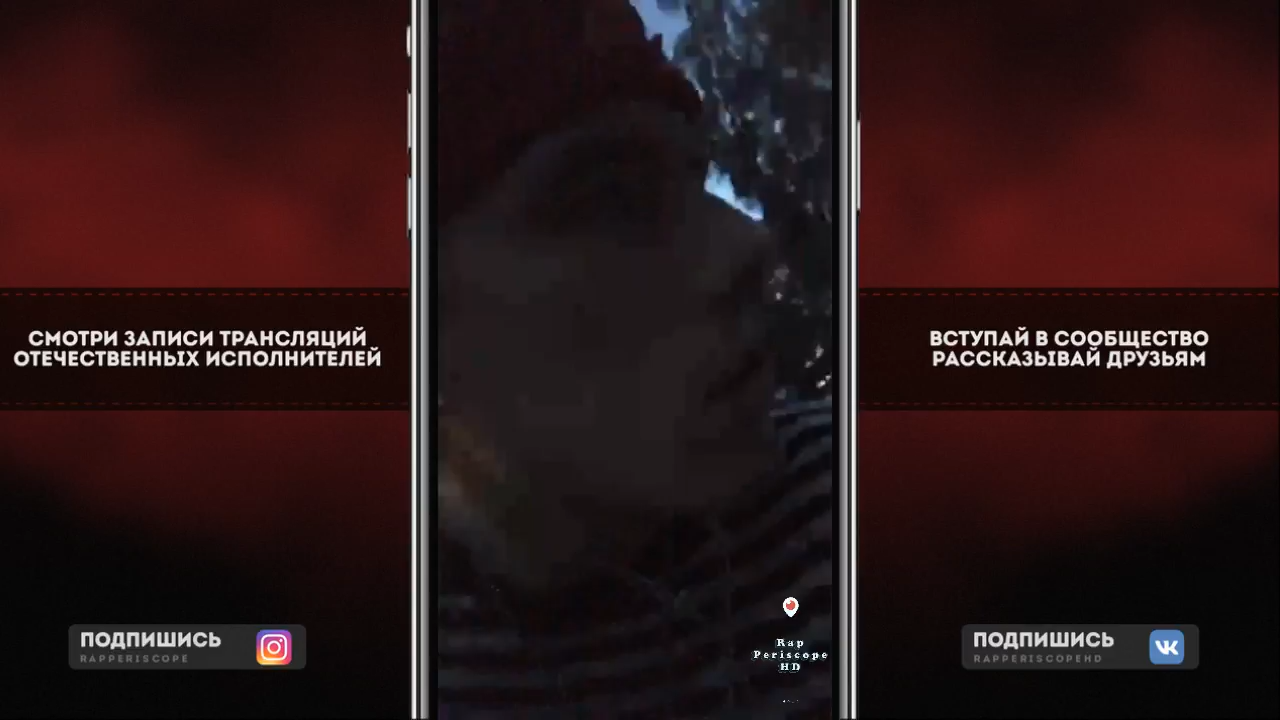 СМОТРИ ЗАПИСИ ТРАНСЛЯЦИЙ
ОТЕЧЕСТВЕННЫХ ИСПОЛНИТЕЛЕЙ
ВСТУПАЙ В СООБЩЕСТВО
РАССКАЗЫВАЙ ДРУЗЬЯМ
Rap
Periscope
HD
ПОДПИШИСЬ
RAPPERISCOPE
ПОДПИШИСЬ
RAPPERISCOPEHD